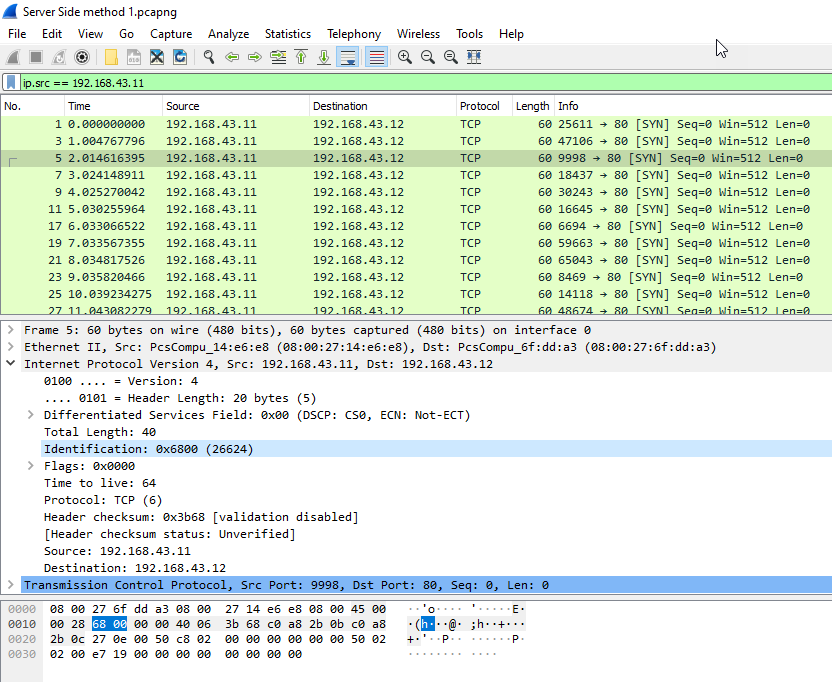 Server Side method 1.pcapng
File Edit View Go Capture Analyze Statistics Telephony Wireless Tools Help
ip.src == 192.168.43.11
No. Time Source Destination Protocol Length Info
1 0.000000000 192.168.43.11 192.168.43.12 TCP 60 25611 → 80 [SYN] Seq=0 Win=512 Len=0
3 1.004767796 192.168.43.11 192.168.43.12 TCP 60 47106 → 80 [SYN] Seq=0 Win=512 Len=0
5 2.014616395 192.168.43.11 192.168.43.12 TCP 60 9998 → 80 [SYN] Seq=0 Win=512 Len=0
7 3.024148911 192.168.43.11 192.168.43.12 TCP 60 18437 → 80 [SYN] Seq=0 Win=512 Len=0
9 4.025270042 192.168.43.11 192.168.43.12 TCP 60 30243 → 80 [SYN] Seq=0 Win=512 Len=0
11 5.030255964 192.168.43.11 192.168.43.12 TCP 60 16645 → 80 [SYN] Seq=0 Win=512 Len=0
17 6.033066522 192.168.43.11 192.168.43.12 TCP 60 6694 → 80 [SYN] Seq=0 Win=512 Len=0
19 7.033567355 192.168.43.11 192.168.43.12 TCP 60 59663 → 80 [SYN] Seq=0 Win=512 Len=0
21 8.034817526 192.168.43.11 192.168.43.12 TCP 60 65043 → 80 [SYN] Seq=0 Win=512 Len=0
23 9.035820466 192.168.43.11 192.168.43.12 TCP 60 8469 → 80 [SYN] Seq=0 Win=512 Len=0
25 10.039234275 192.168.43.11 192.168.43.12 TCP 60 14118 → 80 [SYN] Seq=0 Win=512 Len=0
27 11.043082279 192.168.43.11 192.168.43.12 TCP 60 48674 → 80 [SYN] Seq=0 Win=512 Len=0
Frame 5: 60 bytes on wire (480 bits), 60 bytes captured (480 bits) on interface 0
Ethernet II, Src: PcsCompu_14:e6:e8 (08:00:27:14:e6:e8), Dst: PcsCompu_6f:dd:a3 (08:00:27:6f:dd:a3)
Internet Protocol Version 4, Src: 192.168.43.11, Dst: 192.168.43.12
0100 .... = Version: 4
.... 0101 = Header Length: 20 bytes (5)
Differentiated Services Field: 0x00 (DSCP: CS0, ECN: Not-ECT)
Total Length: 40
Identification: 0x6800 (26624)
Flags: 0x0000
Time to live: 64
Protocol: TCP (6)
Header checksum: 0x3b68 [validation disabled]
[Header checksum status: Unverified]
Source: 192.168.43.11
Destination: 192.168.43.12
Transmission Control Protocol, Src Port: 9998, Dst Port: 80, Seq: 0, Len: 0
0000 08 00 27 6f dd a3 08 00 27 14 e6 e8 08 00 45 00 ··'o···· '·····E·
0010 00 28 68 00 00 00 40 06 3b 68 c0 a8 2b 0b c0 a8 ·(h···@· ;h··+···
0020 2b 0c 27 0e 00 50 c8 02 00 00 00 00 00 00 50 02 +·'··P·· ······P·
0030 02 00 e7 19 00 00 00 00 00 00 00 00 ········ ····